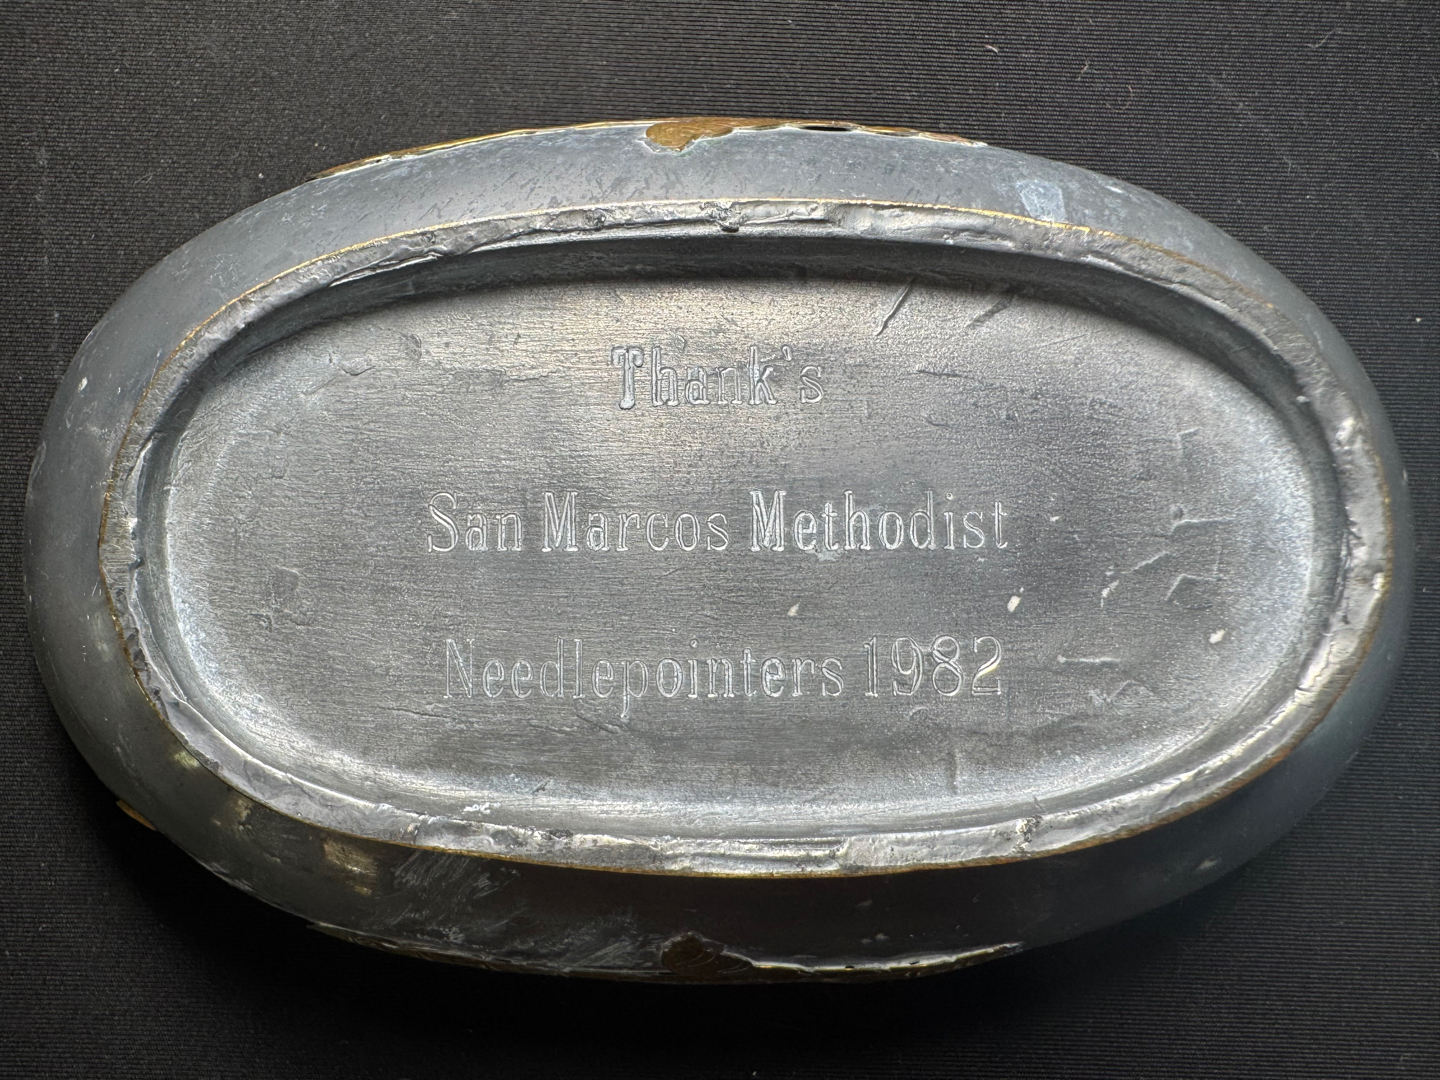 Thank's
San Marcos Methodist
Needlepointers 1982